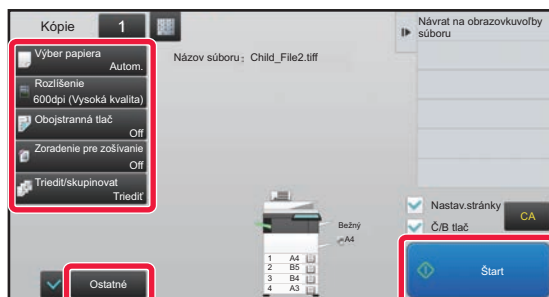 Kópie 1
Výber papiera
Autom.
Rozlíšenie
600dpi (Vysoká kvalita)
Obojstranná tlač
Off
Zoradenie pre zošívanie
Off
Triediť/skupinovat
Triediť
Ostatné
Názov súboru: Child_File2.tiff
Bežný
A4
1 A4
2 B5
3 B4
4 A3
Návrat na obrazovkuvoľby
súboru
Nastav.stránky
Č/B tlač
CA
Štart